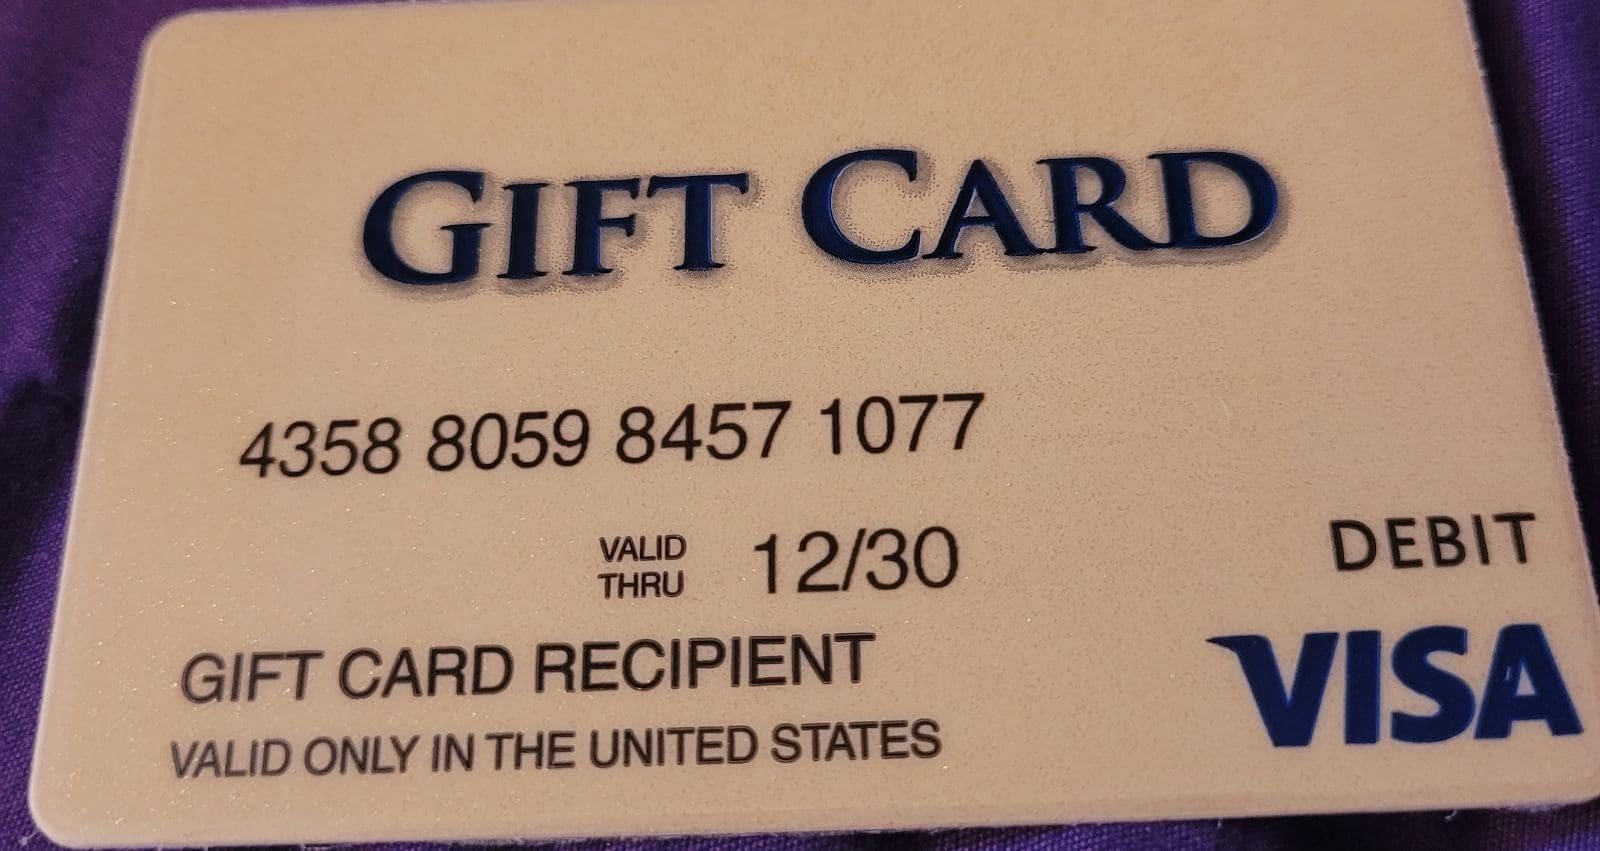 GIFT CARD
4358 8059 8457 1077
VALID
THRU
12/30
DEBIT
GIFT CARD RECIPIENT
VISA
VALID ONLY IN THE UNITED STATES